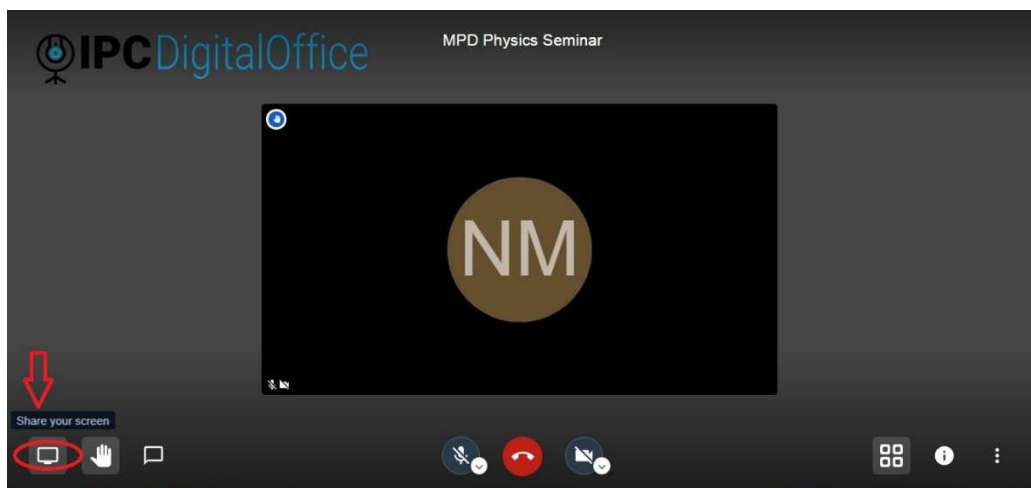 IPCDigitalOffice
MPD Physics Seminar
NM
Share your screen